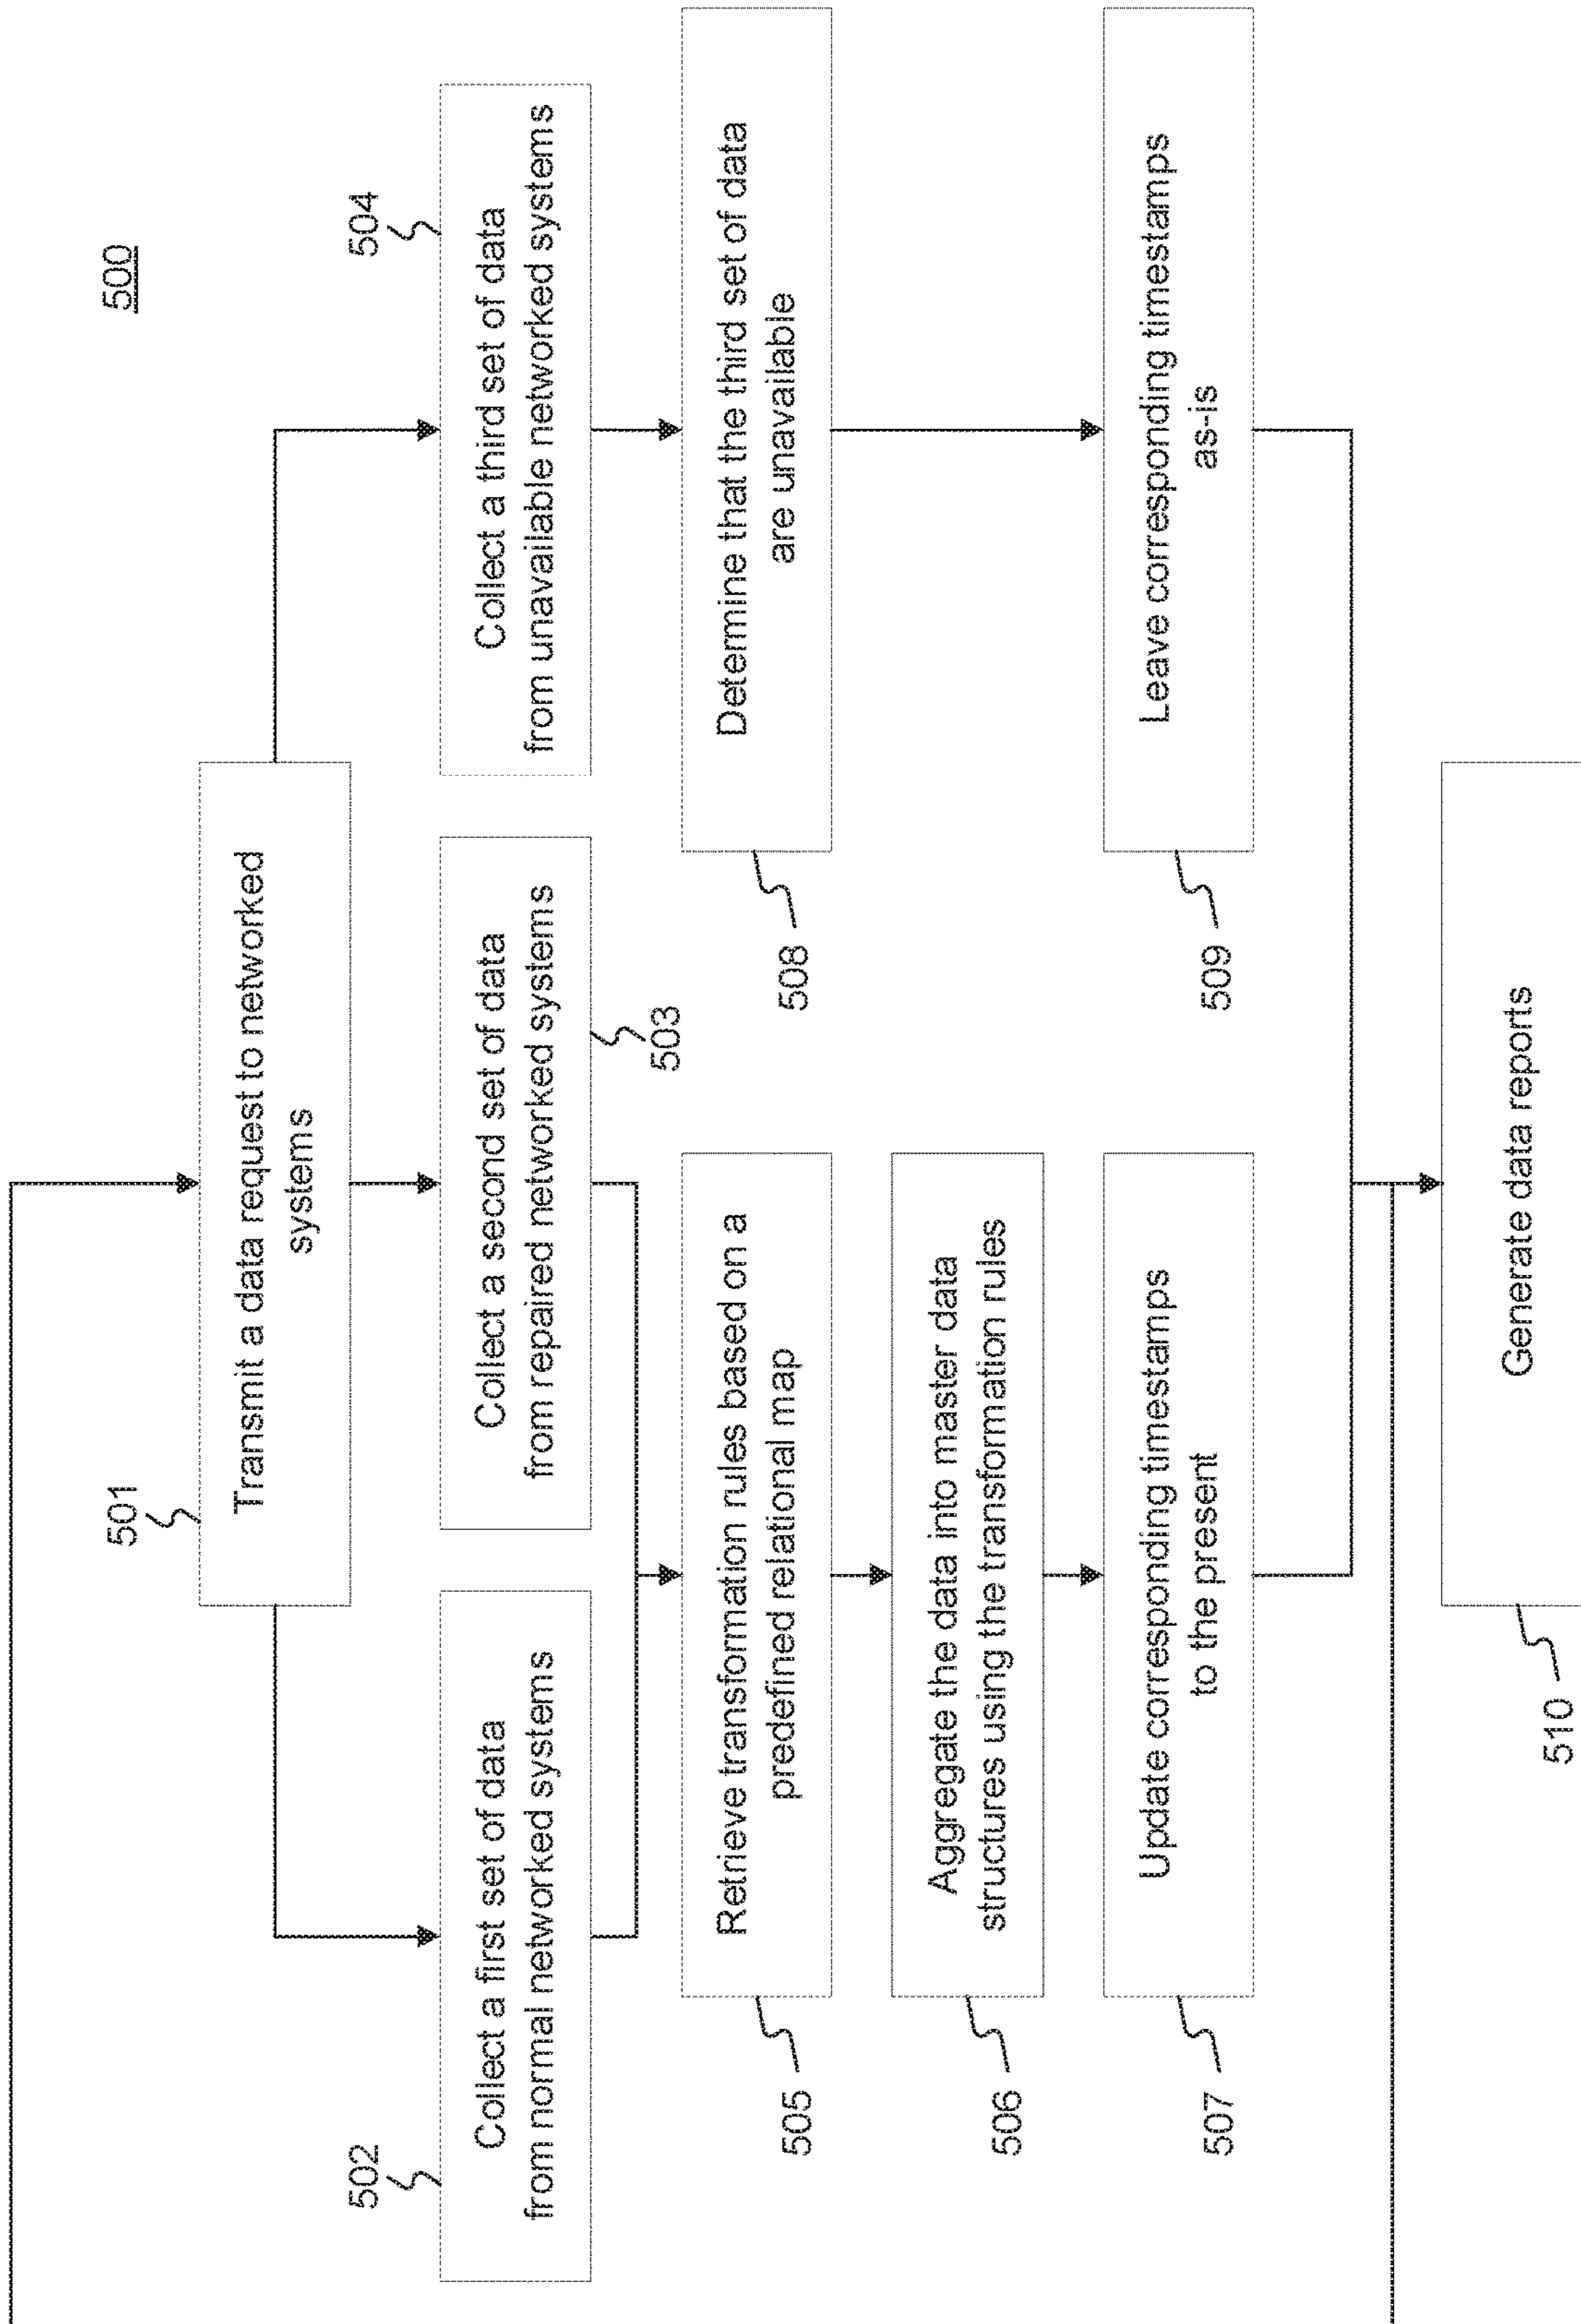 500
501
Transmit a data request to networked
systems
502
Collect a first set of data
from normal networked systems
Collect a second set of data
from repaired networked systems
503
504
Collect a third set of data
from unavailable networked systems
505
Retrieve transformation rules based on a
predefined relational map
508
Determine that the third set of data
are unavailable
506
Aggregate the data into master data
structures using the transformation rules
507
Update corresponding timestamps
to the present
509
Leave corresponding timestamps
as-is
510
Generate data reports